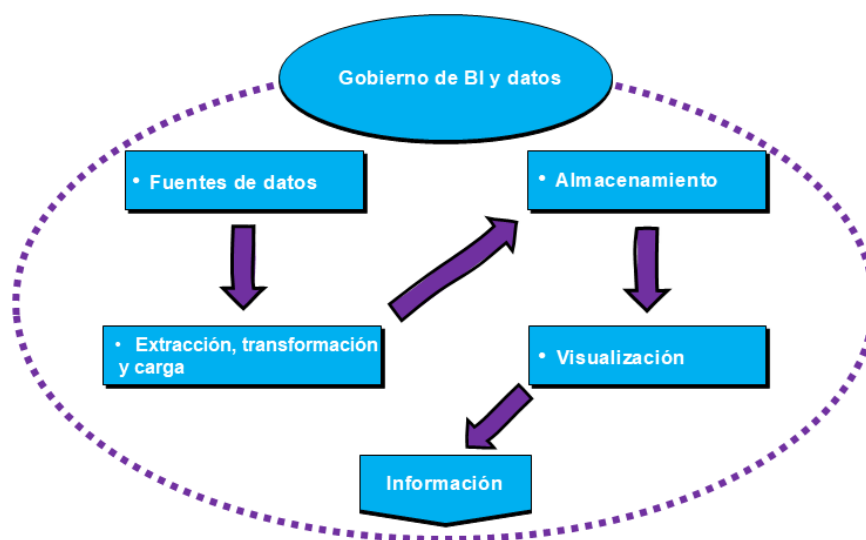 Gobierno de BI y datos
• Fuentes de datos
• Almacenamiento
• Extracción, transformación
y carga
• Visualización
Información